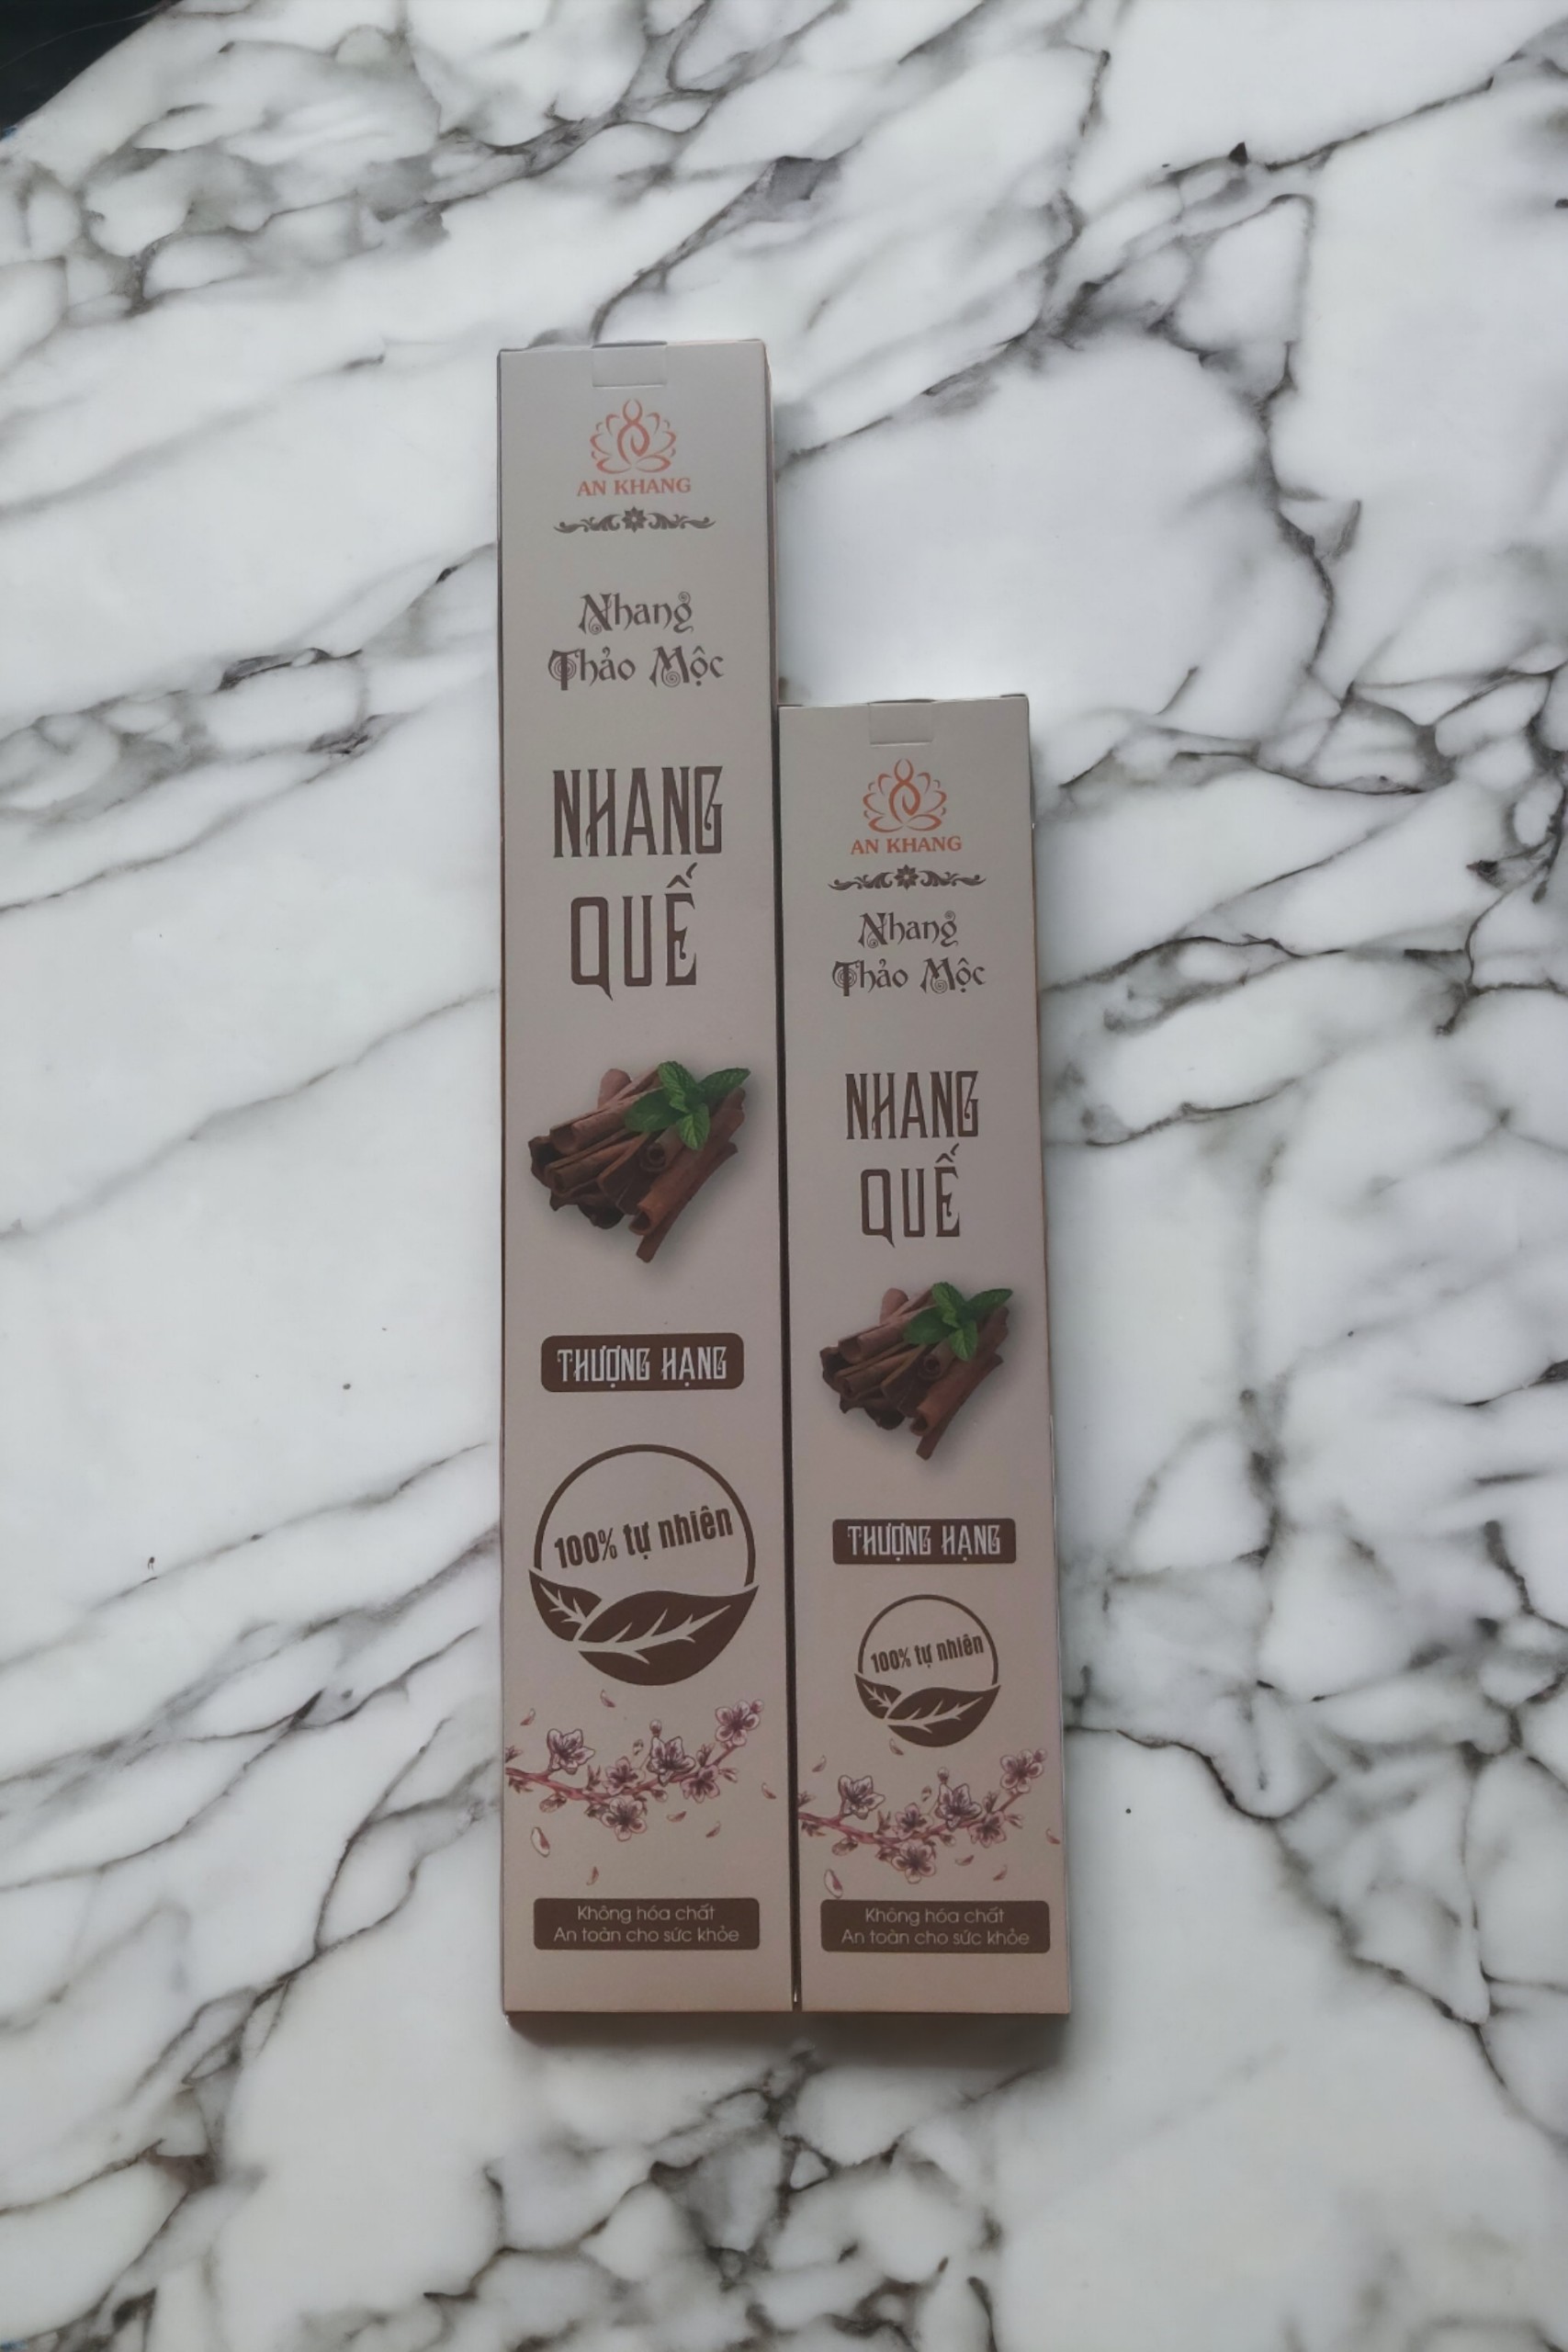 AN KHANG
Nhang
Thảo Mộc
NHANG
QUẾ
THƯỢNG HẠNG
100% tự nhiên
Không hóa chất
An toàn cho sức khỏe
AN KHANG
Nhang
Thảo Mộc
NHANG
QUẾ
THƯỢNG HẠNG
100% tự nhiên
Không hóa chất
An toàn cho sức khỏe